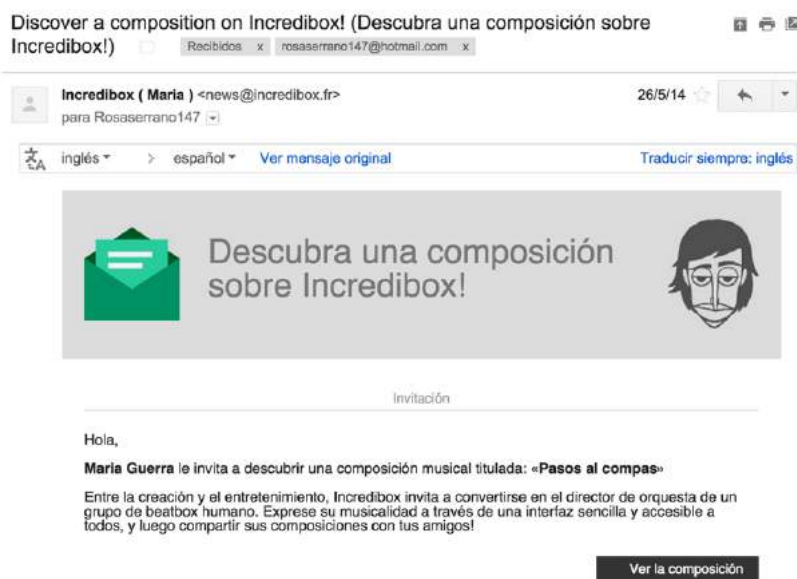 Discover a composition on Incredibox! (Descubra una composición sobre
Incredibox!) Recibidos x rosaserrano147@hotmail.com x
Incredibox ( Maria ) <news@incredibox.fr> 26/5/14
para Rosaserrano147
inglés > español Ver mensaje original Traducir siempre: inglés
Descubra una composición
sobre Incredibox!
Invitación
Hola,
Maria Guerra le invita a descubrir una composición musical titulada: «Pasos al compas»
Entre la creación y el entretenimiento, Incredibox invita a convertirse en el director de orquesta de un
grupo de beatbox humano. Exprese su musicalidad a través de una interfaz sencilla y accesible a
todos, y luego compartir sus composiciones con tus amigos!
Ver la composición